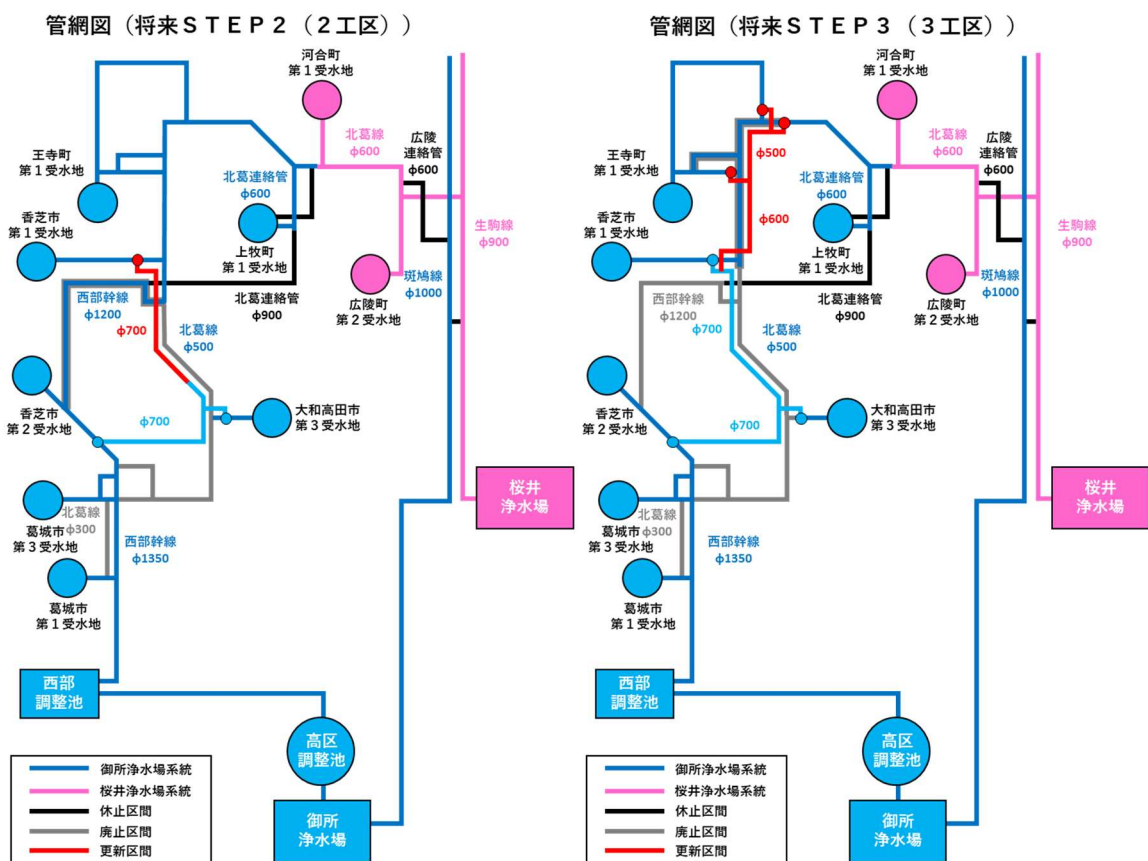 管網図（将来ＳＴＥＰ２（２工区））
河合町
第１受水地
北葛線
φ600
広陵
連絡管
φ600
王寺町
第１受水地
北葛連絡管
φ600
香芝市
第１受水地
上牧町
第１受水地
生駒線
φ900
斑鳩線
φ1000
広陵町
第２受水地
北葛連絡管
φ900
西部幹線
φ1200
φ700
北葛線
φ500
香芝市
第２受水地
φ700
大和高田市
第３受水地
桜井
浄水場
北葛線
φ300
葛城市
第３受水地
西部幹線
φ1350
葛城市
第１受水地
西部
調整池
高区
調整池
御所
浄水場
御所浄水場系統
桜井浄水場系統
休止区間
廃止区間
更新区間
管網図（将来ＳＴＥＰ３（３工区））
河合町
第１受水地
北葛線
φ600
広陵
連絡管
φ600
φ500
王寺町
第１受水地
北葛連絡管
φ600
φ600
香芝市
第１受水地
上牧町
第１受水地
生駒線
φ900
斑鳩線
φ1000
広陵町
第２受水地
北葛連絡管
φ900
西部幹線
φ1200
φ700
北葛線
φ500
香芝市
第２受水地
φ700
大和高田市
第３受水地
桜井
浄水場
北葛線
φ300
葛城市
第３受水地
西部幹線
φ1350
葛城市
第１受水地
西部
調整池
高区
調整池
御所
浄水場
御所浄水場系統
桜井浄水場系統
休止区間
廃止区間
更新区間